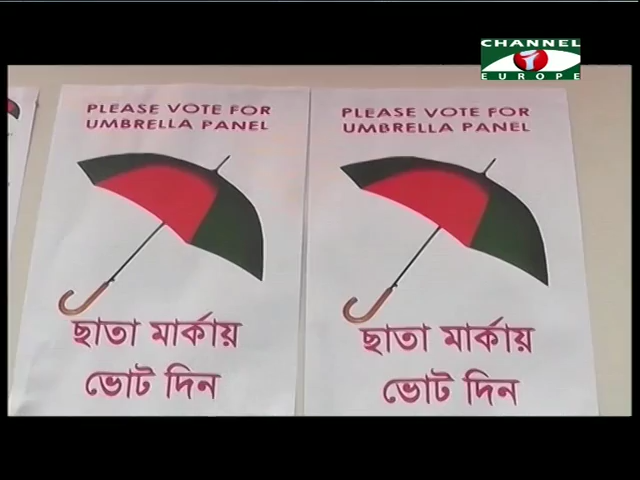 CHANNEL
EUROPE
PLEASE VOTE FOR
UMBRELLA PANEL
ছাতা মার্কায়
ভোট দিন
PLEASE VOTE FOR
UMBRELLA PANEL
ছাতা মার্কায়
ভোট দিন